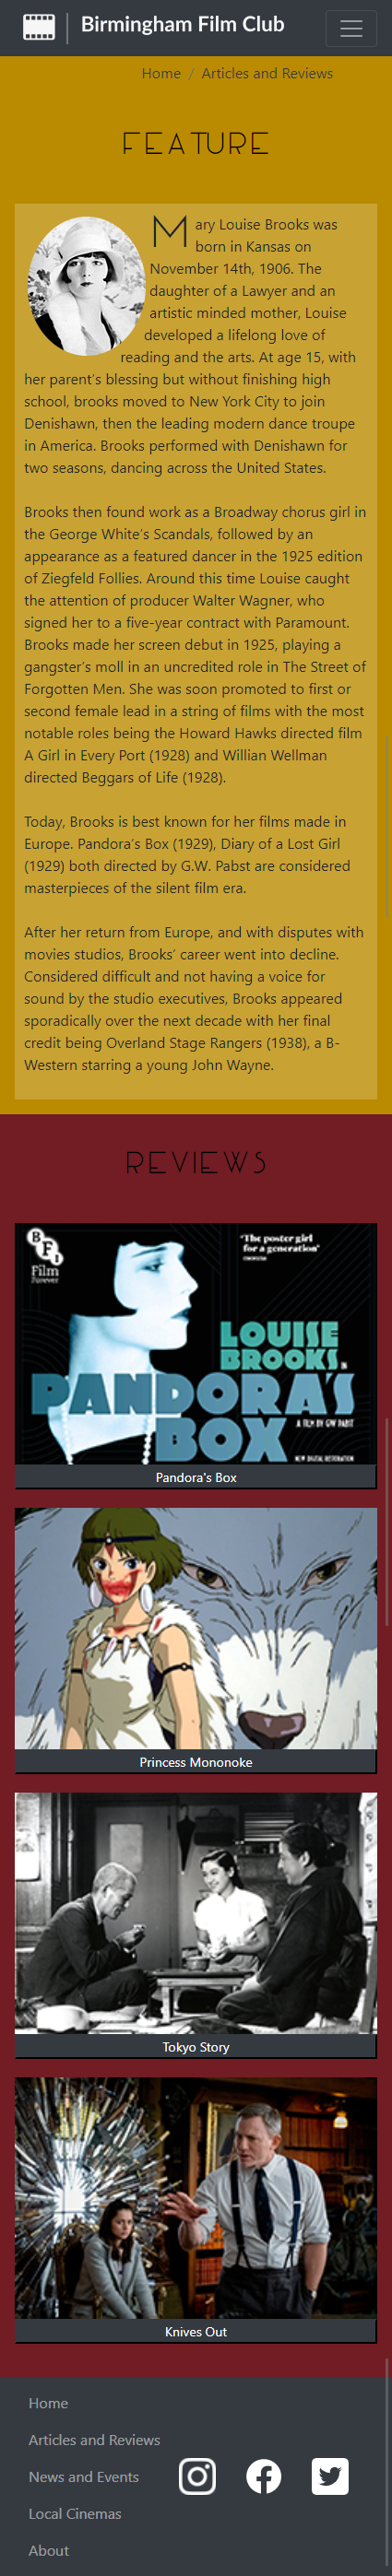 Birmingham Film Club
Home / Articles and Reviews
FEATURE
Mary Louise Brooks was
born in Kansas on
November 14th, 1906. The
daughter of a Lawyer and an
artistic minded mother, Louise
developed a lifelong love of
reading and the arts. At age 15, with
her parent's blessing but without finishing high
school, brooks moved to New York City to join
Denishawn, then the leading modern dance troupe
in America. Brooks performed with Denishawn for
two seasons, dancing across the United States.
Brooks then found work as a Broadway chorus girl in
the George White's Scandals, followed by an
appearance as a featured dancer in the 1925 edition
of Ziegfeld Follies. Around this time Louise caught
the attention of producer Walter Wagner, who
signed her to a five-year contract with Paramount.
Brooks made her screen debut in 1925, playing a
gangster's moll in an uncredited role in The Street of
Forgotten Men. She was soon promoted to first or
second female lead in a string of films with the most
notable roles being the Howard Hawks directed film
A Girl in Every Port (1928) and Willian Wellman
directed Beggars of Life (1928).
Today, Brooks is best known for her films made in
Europe. Pandora's Box (1929), Diary of a Lost Girl
(1929) both directed by G.W. Pabst are considered
masterpieces of the silent film era.
After her return from Europe, and with disputes with
movies studios, Brooks' career went into decline.
Considered difficult and not having a voice for
sound by the studio executives, Brooks appeared
sporadically over the next decade with her final
credit being Overland Stage Rangers (1938), a B-
Western starring a young John Wayne.
REVIEWS
BFI
Film
Forever
"The poster girl
for a generation"
LOUISE
BROOKS IN
PANDORA'S
BOX
A FILM BY GW PABST
NEW DIGITAL RESTORATION
Pandora's Box
Princess Mononoke
Tokyo Story
Knives Out
Home
Articles and Reviews
News and Events
Local Cinemas
About